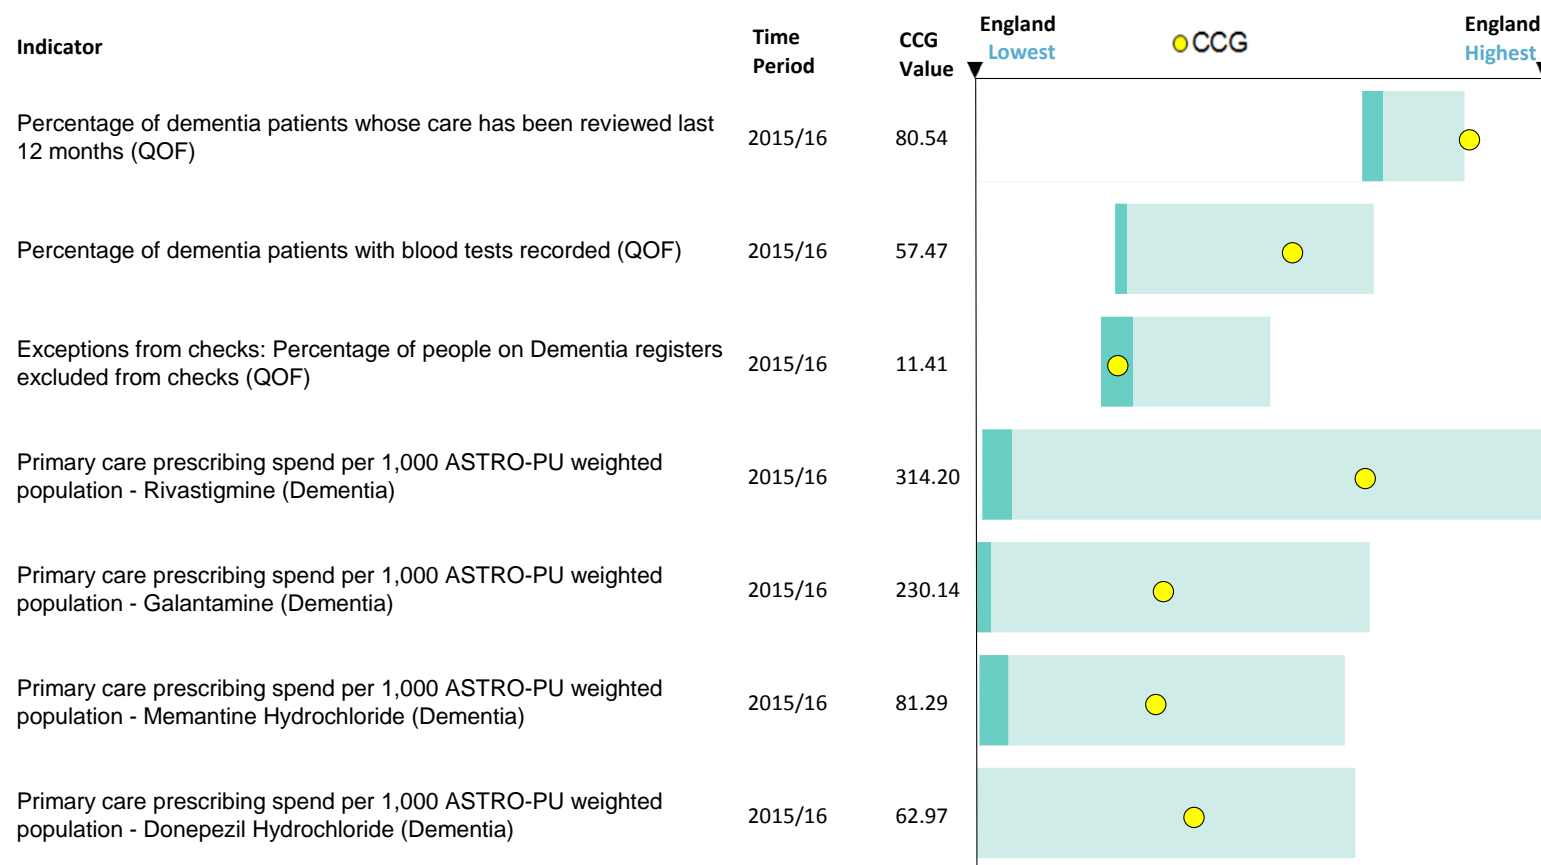 Indicator
Time
Period
CCG
Value
England
Lowest
CCG
England
Highest
Percentage of dementia patients whose care has been reviewed last
12 months (QOF)
2015/16
80.54
Percentage of dementia patients with blood tests recorded (QOF)
2015/16
57.47
Exceptions from checks: Percentage of people on Dementia registers
excluded from checks (QOF)
2015/16
11.41
Primary care prescribing spend per 1,000 ASTRO-PU weighted
population - Rivastigmine (Dementia)
2015/16
314.20
Primary care prescribing spend per 1,000 ASTRO-PU weighted
population - Galantamine (Dementia)
2015/16
230.14
Primary care prescribing spend per 1,000 ASTRO-PU weighted
population - Memantine Hydrochloride (Dementia)
2015/16
81.29
Primary care prescribing spend per 1,000 ASTRO-PU weighted
population - Donepezil Hydrochloride (Dementia)
2015/16
62.97